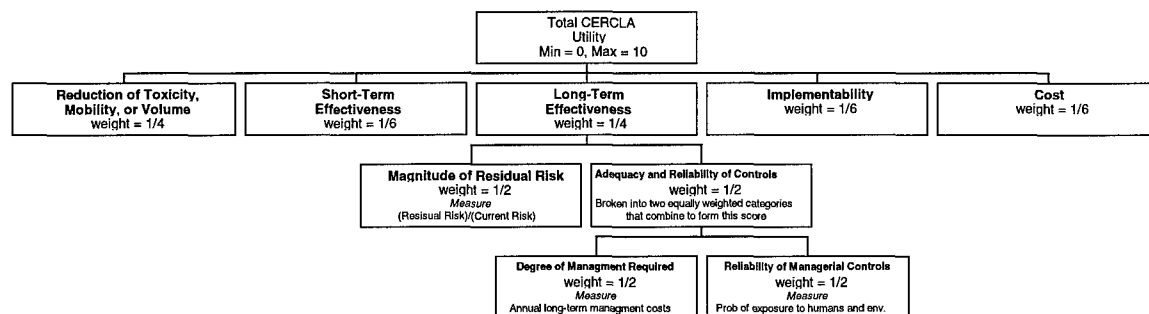 Total CERCLA
Utility
Min = 0, Max = 10
Reduction of Toxicity,
Mobility, or Volume
weight = 1/4
Short-Term
Effectiveness
weight = 1/6
Long-Term
Effectiveness
weight = 1/4
Implementability
weight = 1/6
Cost
weight = 1/6
Magnitude of Residual Risk
weight = 1/2
Measure
(Resisual Risk)/(Current Risk)
Adequacy and Reliability of Controls
weight = 1/2
Broken into two equally weighted categories
that combine to form this score
Degree of Managment Required
weight = 1/2
Measure
Annual long-term managment costs
Reliability of Managerial Controls
weight = 1/2
Measure
Prob of exposure to humans and env.